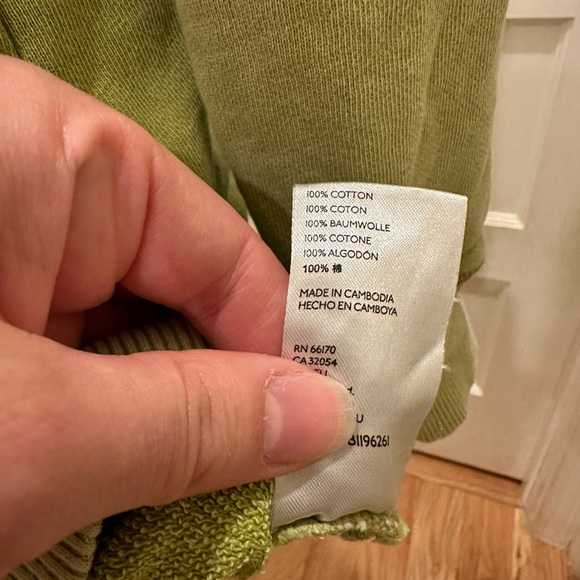 100% COTTON
100% COTON
100% BAUMWOLLE
100% COTONE
100% ALGODÓN
100% 棉
MADE IN CAMBODIA
HECHO EN CAMBOYA
RN 66170
CA 32054